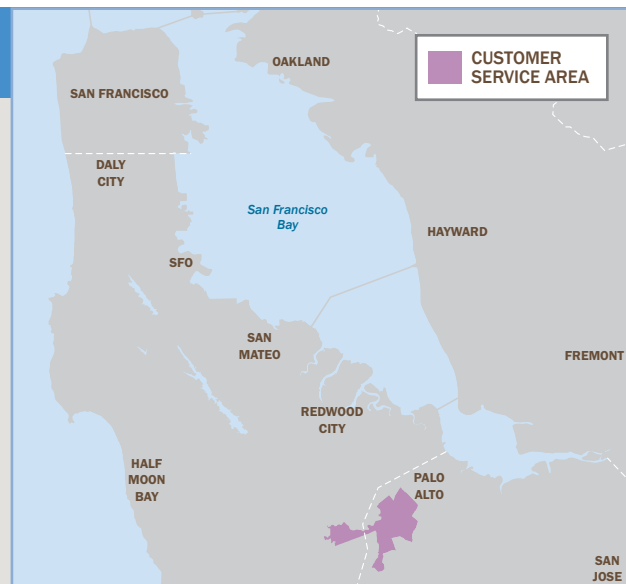 OAKLAND
CUSTOMER
SERVICE AREA
SAN FRANCISCO
DALY
CITY
San Francisco
Bay
HAYWARD
SFO
SAN
MATEO
FREMONT
REDWOOD
CITY
HALF
MOON
BAY
PALO
ALTO
SAN
JOSE